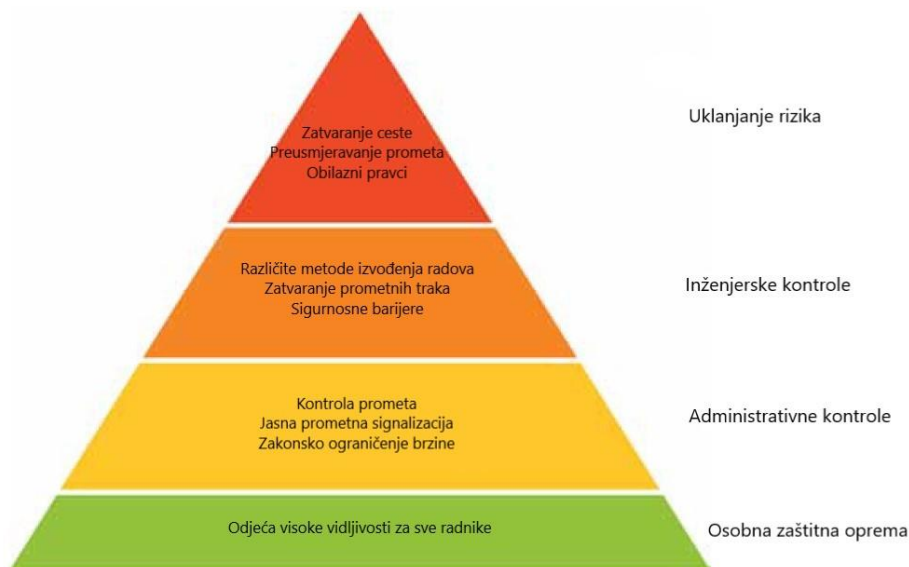 Zatvaranje ceste
Preusmjeravanje prometa
Obilazni pravci
Uklanjanje rizika
Različite metode izvođenja radova
Zatvaranje prometnih traka
Sigurnosne barijere
Inženjerske kontrole
Kontrola prometa
Jasna prometna signalizacija
Zakonsko ograničenje brzine
Administrativne kontrole
Odjeća visoke vidljivosti za sve radnike
Osobna zaštitna oprema